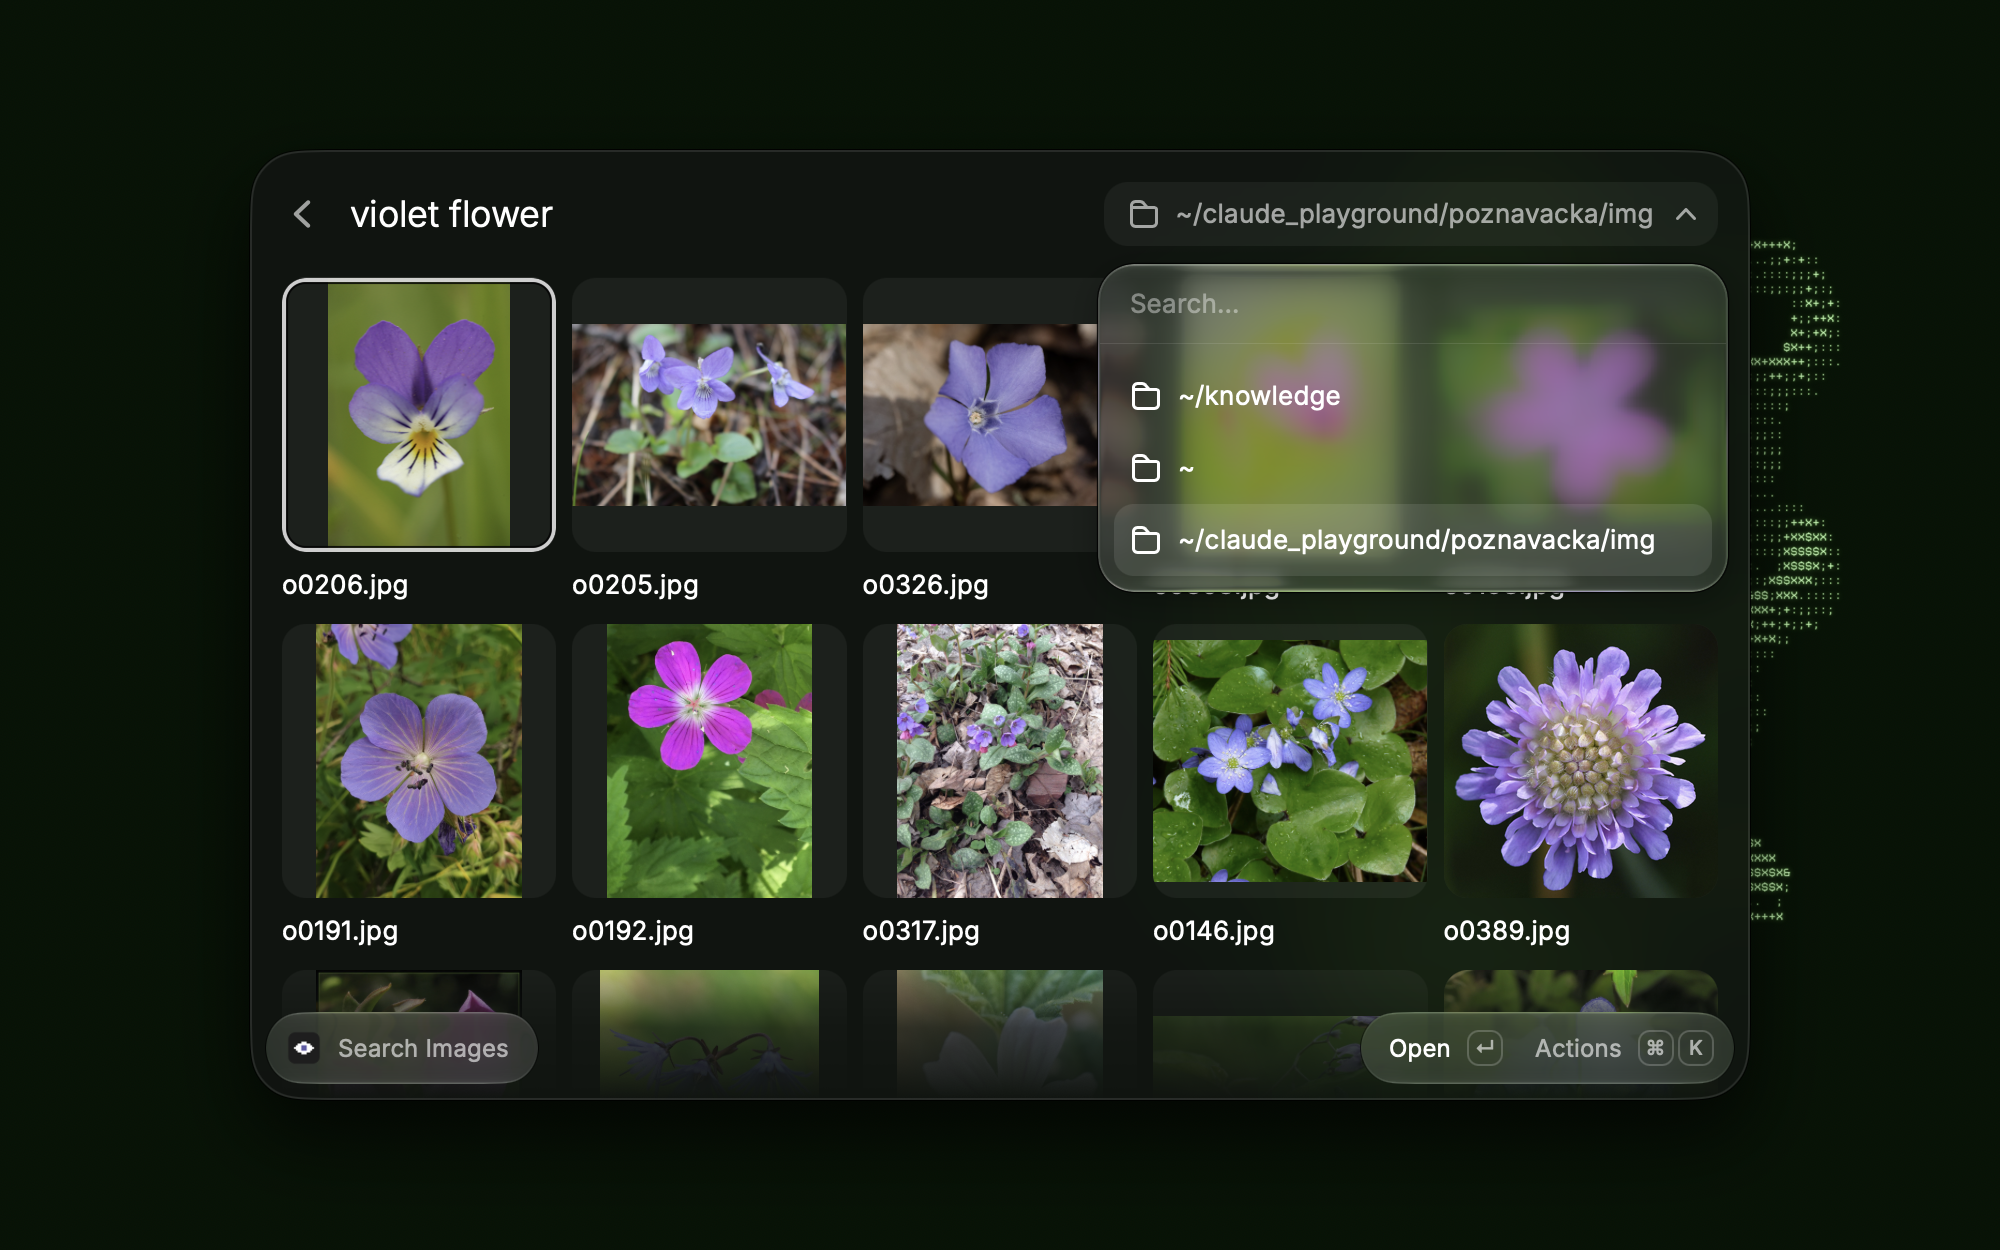 violet flower
~/claude_playground/poznavacka/img
Search...
~/knowledge
~
~/claude_playground/poznavacka/img
o0206.jpg
o0205.jpg
o0326.jpg
o0191.jpg
o0192.jpg
o0317.jpg
o0146.jpg
o0389.jpg
Search Images
Open
Actions
⌘ K